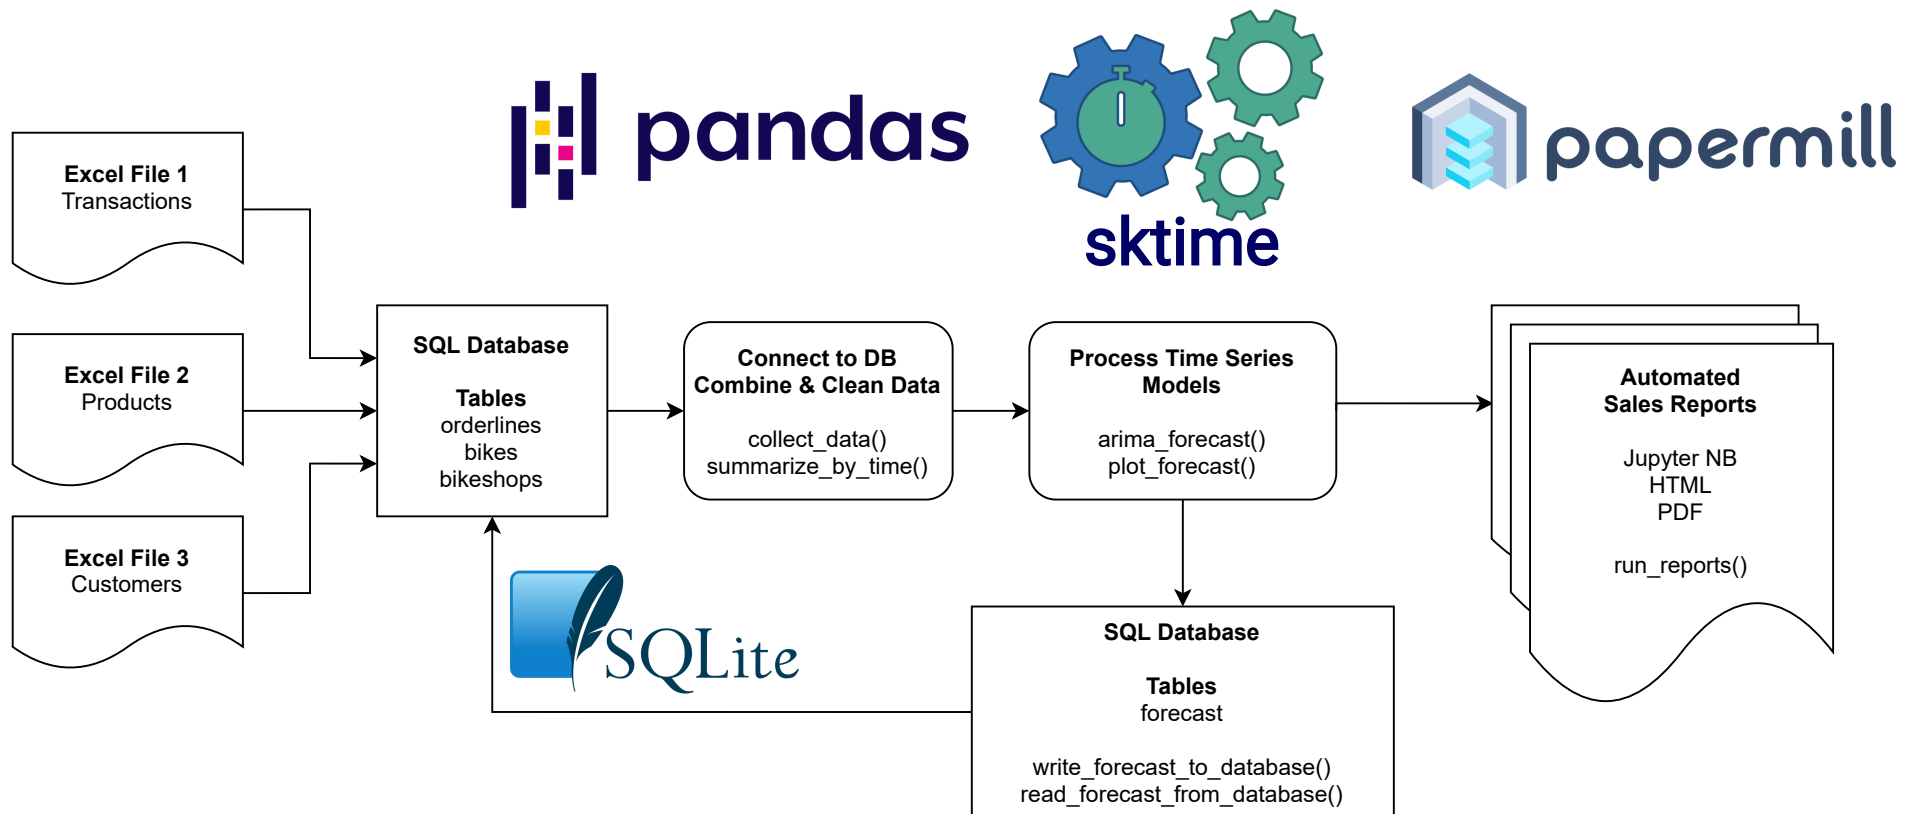 pandas
sktime
papermill
Excel File 1
Transactions
Excel File 2
Products
Excel File 3
Customers
SQL Database
Tables
orderlines
bikes
bikeshops
Connect to DB
Combine & Clean Data
collect_data()
summarize_by_time()
Process Time Series
Models
arima_forecast()
plot_forecast()
Automated
Sales Reports
Jupyter NB
HTML
PDF
run_reports()
SQLite
SQL Database
Tables
forecast
write_forecast_to_database()
read_forecast_from_database()